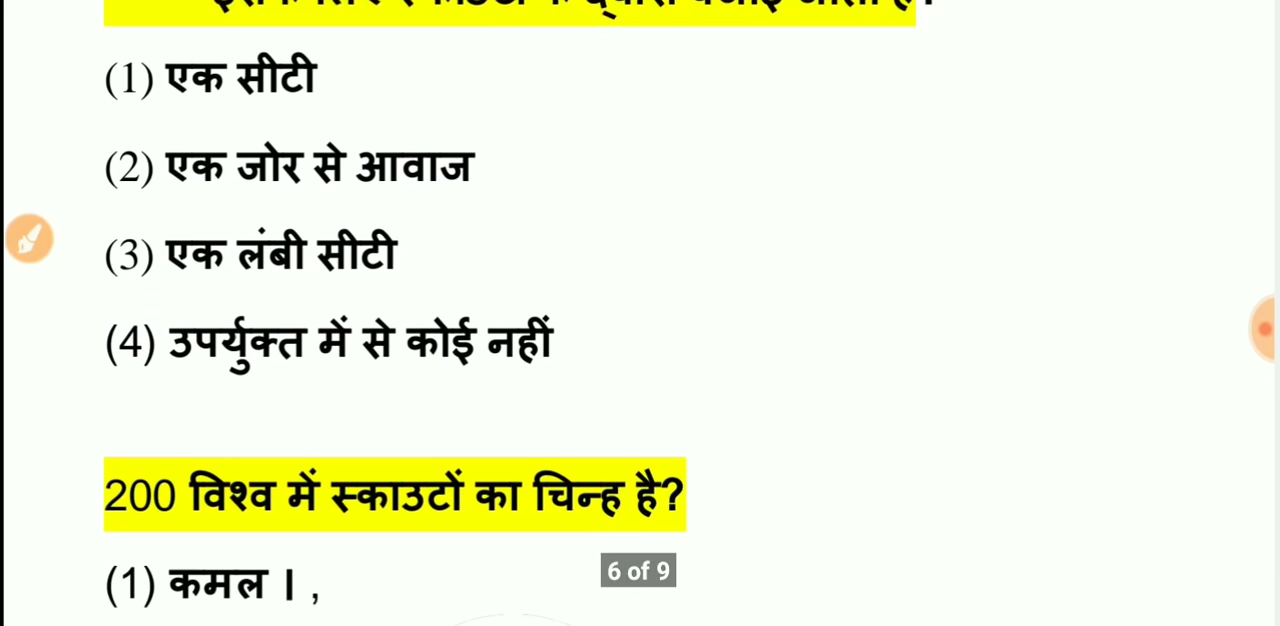 (1) एक सीटी
(2) एक जोर से आवाज
(3) एक लंबी सीटी
(4) उपर्युक्त में से कोई नहीं
200 विश्व में स्काउटों का चिन्ह है?
(1) कमल । ,
6 of 9